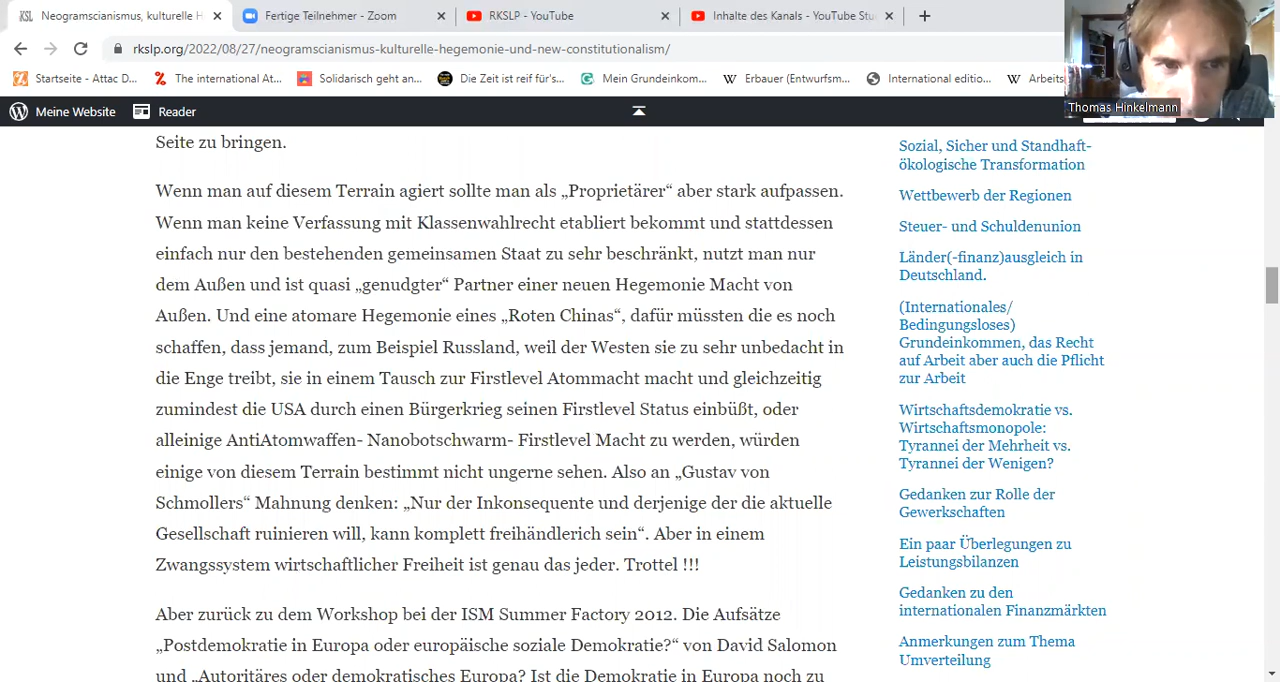 Neogramscianismus, kulturelle H
Fertige Teilnehmer - Zoom
RKSLP - YouTube
Inhalte des Kanals - YouTube Stu
rkslp.org/2022/08/27/neogramscianismus-kulturelle-hegemonie-und-new-constitutionalism/
Startseite - Attac D...
The international At...
Solidarisch geht an...
Die Zeit ist reif für's...
Mein Grundeinkom...
Erbauer (Entwurfsm...
International editio...
Arbeits
Thomas Hinkelmann
Meine Website
Reader
Seite zu bringen.
Wenn man auf diesem Terrain agiert sollte man als „Proprietärer“ aber stark aufpassen.
Wenn man keine Verfassung mit Klassenwahlrecht etabliert bekommt und stattdessen
einfach nur den bestehenden gemeinsamen Staat zu sehr beschränkt, nutzt man nur
dem Außen und ist quasi „genudgter“ Partner einer neuen Hegemonie Macht von
Außen. Und eine atomare Hegemonie eines „Roten Chinas“, dafür müssten die es noch
schaffen, dass jemand, zum Beispiel Russland, weil der Westen sie zu sehr unbedacht in
die Enge treibt, sie in einem Tausch zur Firstlevel Atommacht macht und gleichzeitig
zumindest die USA durch einen Bürgerkrieg seinen Firstlevel Status einbüßt, oder
alleinige AntiAtomwaffen- Nanobotschwarm- Firstlevel Macht zu werden, würden
einige von diesem Terrain bestimmt nicht ungerne sehen. Also an „Gustav von
Schmollers“ Mahnung denken: „Nur der Inkonsequente und derjenige der die aktuelle
Gesellschaft ruinieren will, kann komplett freihändlerich sein“. Aber in einem
Zwangssystem wirtschaftlicher Freiheit ist genau das jeder. Trottel !!!
Aber zurück zu dem Workshop bei der ISM Summer Factory 2012. Die Aufsätze
„Postdemokratie in Europa oder europäische soziale Demokratie?“ von David Salomon
und „Autoritäres oder demokratisches Europa? Ist die Demokratie in Europa noch zu
Sozial, Sicher und Standhaft-
ökologische Transformation
Wettbewerb der Regionen
Steuer- und Schuldenunion
Länder(-finanz)ausgleich in
Deutschland.
(Internationales/
Bedingungsloses)
Grundeinkommen, das Recht
auf Arbeit aber auch die Pflicht
zur Arbeit
Wirtschaftsdemokratie vs.
Wirtschaftsmonopole:
Tyrannei der Mehrheit vs.
Tyrannei der Wenigen?
Gedanken zur Rolle der
Gewerkschaften
Ein paar Überlegungen zu
Leistungsbilanzen
Gedanken zu den
internationalen Finanzmärkten
Anmerkungen zum Thema
Umverteilung